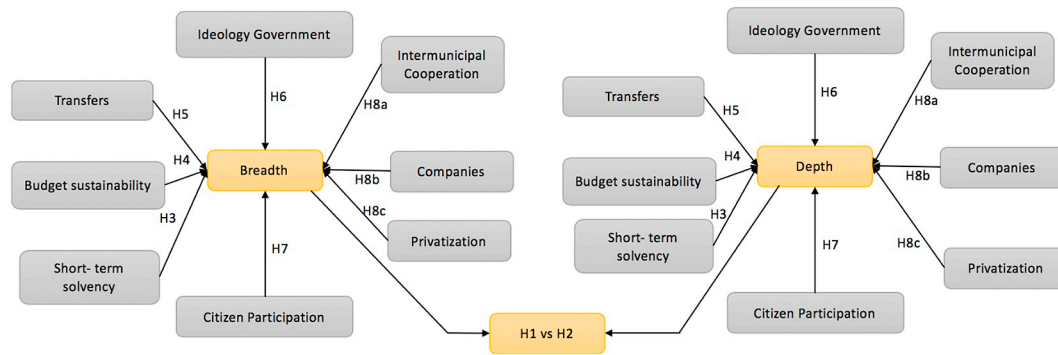 Ideology Government
Intermunicipal
Cooperation
H6
H8a
Transfers
H5
H4
Breadth
Budget sustainability
H8b
Companies
H3
H8c
Privatization
H7
Short- term
solvency
Citizen Participation
Ideology Government
Intermunicipal
Cooperation
H6
H8a
Transfers
H5
H4
Depth
Budget sustainability
H8b
Companies
H3
Short- term
solvency
H7
H8c
Privatization
Citizen Participation
H1 vs H2